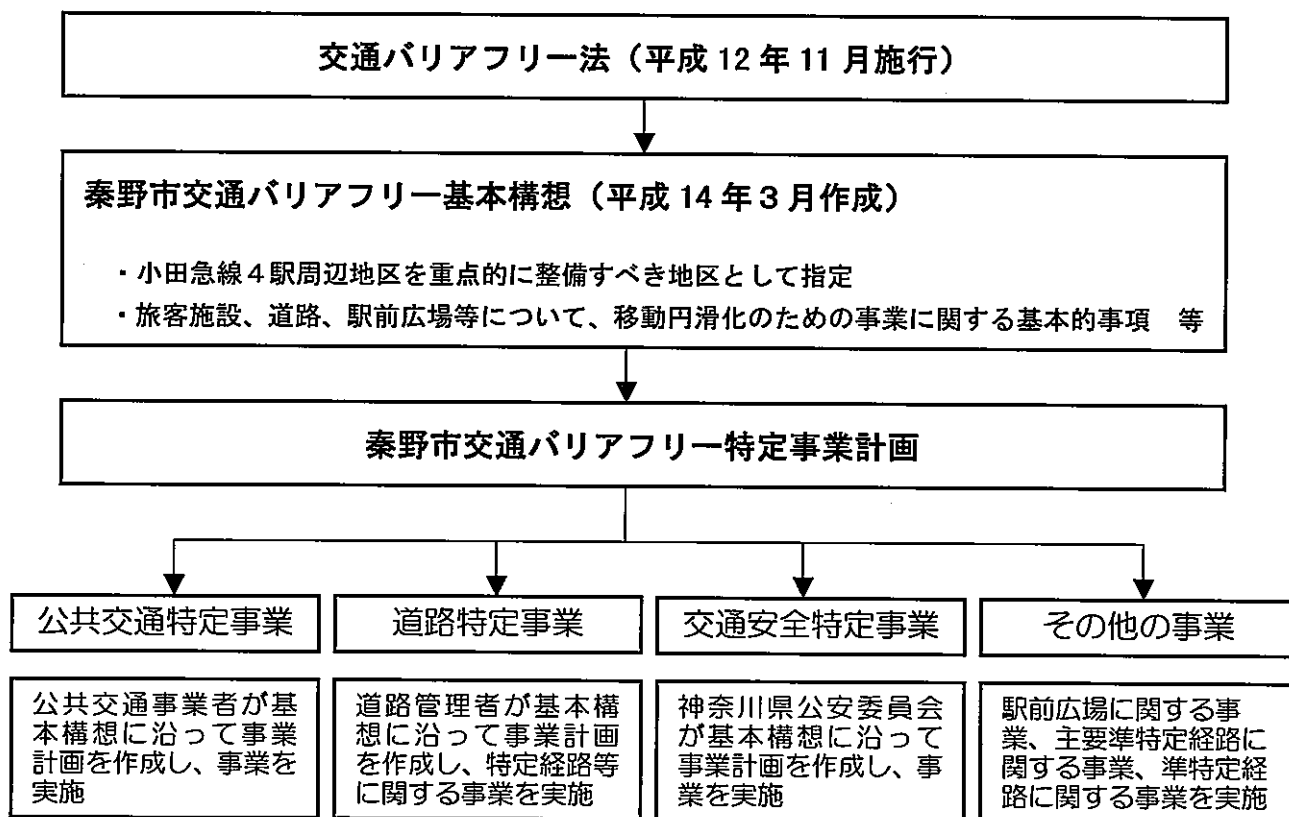 交通バリアフリー法（平成12年11月施行）
秦野市交通バリアフリー基本構想（平成14年3月作成）
・小田急線４駅周辺地区を重点的に整備すべき地区として指定
・旅客施設、道路、駅前広場等について、移動円滑化のための事業に関する基本的事項　等
秦野市交通バリアフリー特定事業計画
公共交通特定事業
道路特定事業
交通安全特定事業
その他の事業
公共交通事業者が基
本構想に沿って事業
計画を作成し、事業を
実施
道路管理者が基本構
想に沿って事業計画
を作成し、特定経路等
に関する事業を実施
神奈川県公安委員会
が基本構想に沿って
事業計画を作成し、事
業を実施
駅前広場に関する事
業、主要準特定経路に
関する事業、準特定経
路に関する事業を実施